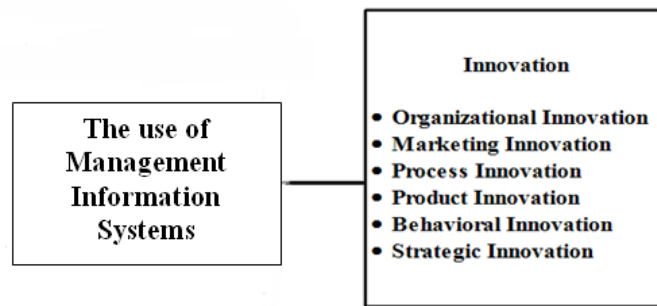 The use of
Management
Information
Systems
Innovation
• Organizational Innovation
• Marketing Innovation
• Process Innovation
• Product Innovation
• Behavioral Innovation
• Strategic Innovation